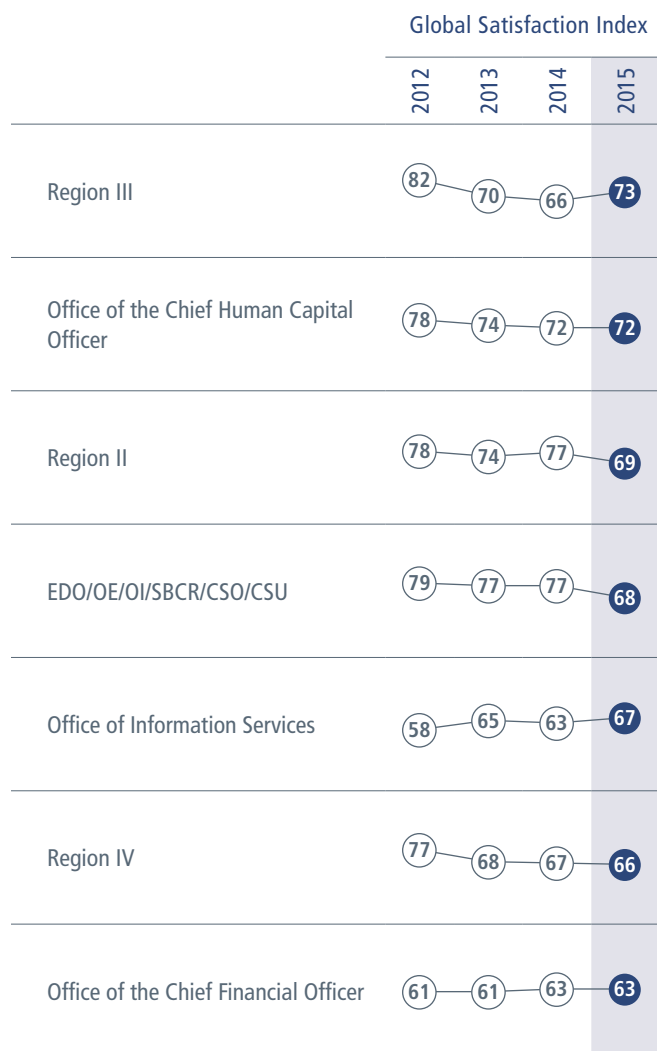 Global Satisfaction Index
2012 2013 2014 2015
Region III 82 70 66 73
Office of the Chief Human Capital
Officer 78 74 72 72
Region II 78 74 77 69
EDO/OE/OI/SBCR/CSO/CSU 79 77 77 68
Office of Information Services 58 65 63 67
Region IV 77 68 67 66
Office of the Chief Financial Officer 61 61 63 63